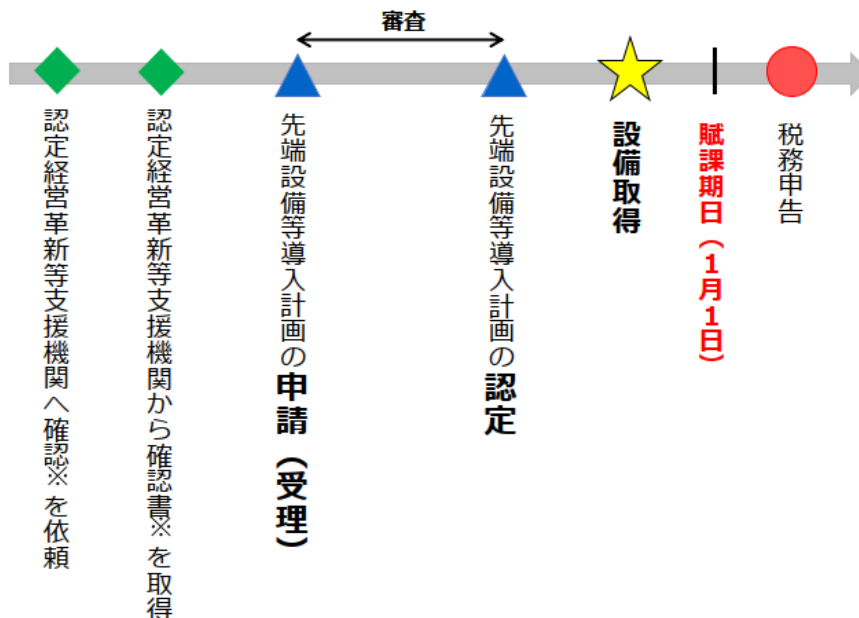 審査
認定経営革新等支援機関へ確認※を依頼
認定経営革新等支援機関から確認書※を取得
先端設備等導入計画の申請（受理）
先端設備等導入計画の認定
設備取得
賦課期日（1月1日）
税務申告